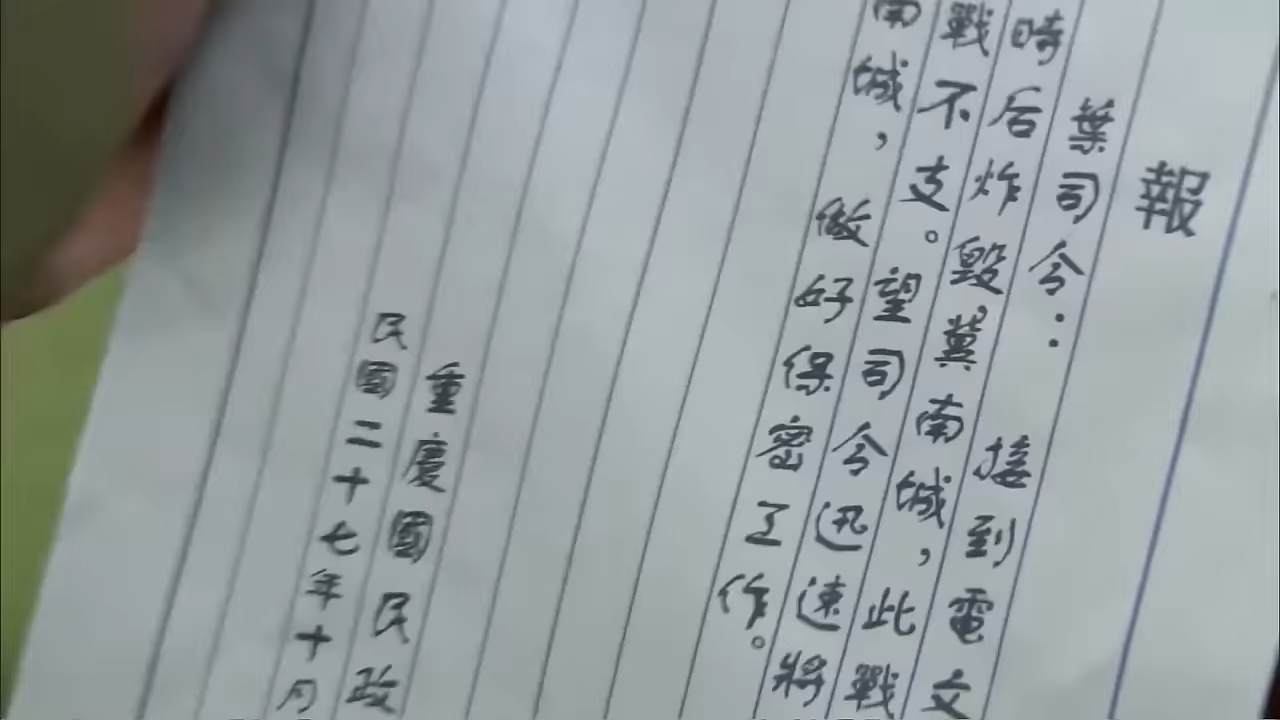 報
葉司令：接到電文
時后炸毀冀南城，此戰
戰不支。望司令迅速將
南城，做好保密工作。
重慶國民政
民國二十七年十月